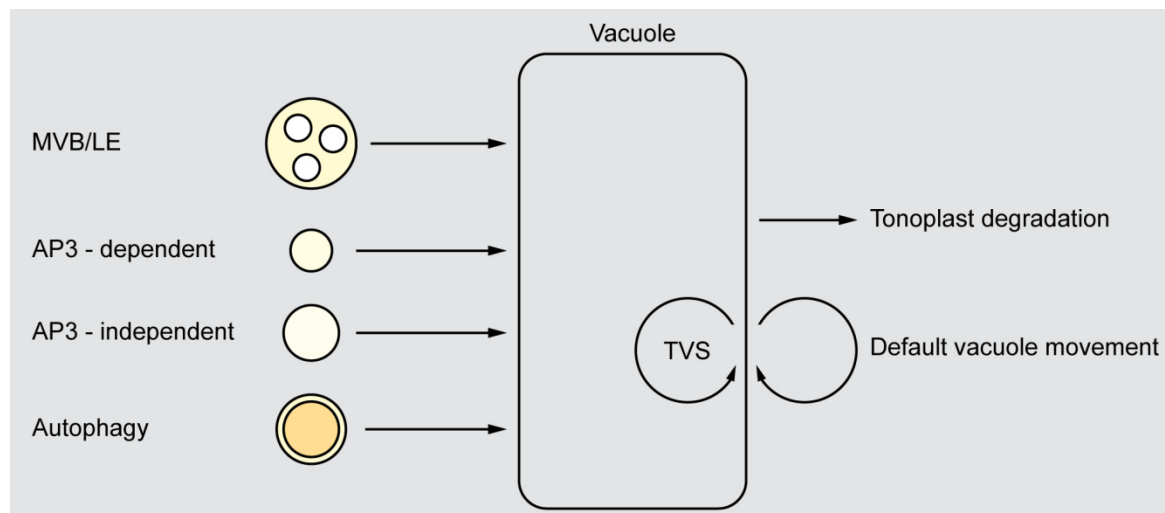 Vacuole
MVB/LE
AP3 - dependent
AP3 - independent
Autophagy
TVS
Tonoplast degradation
Default vacuole movement